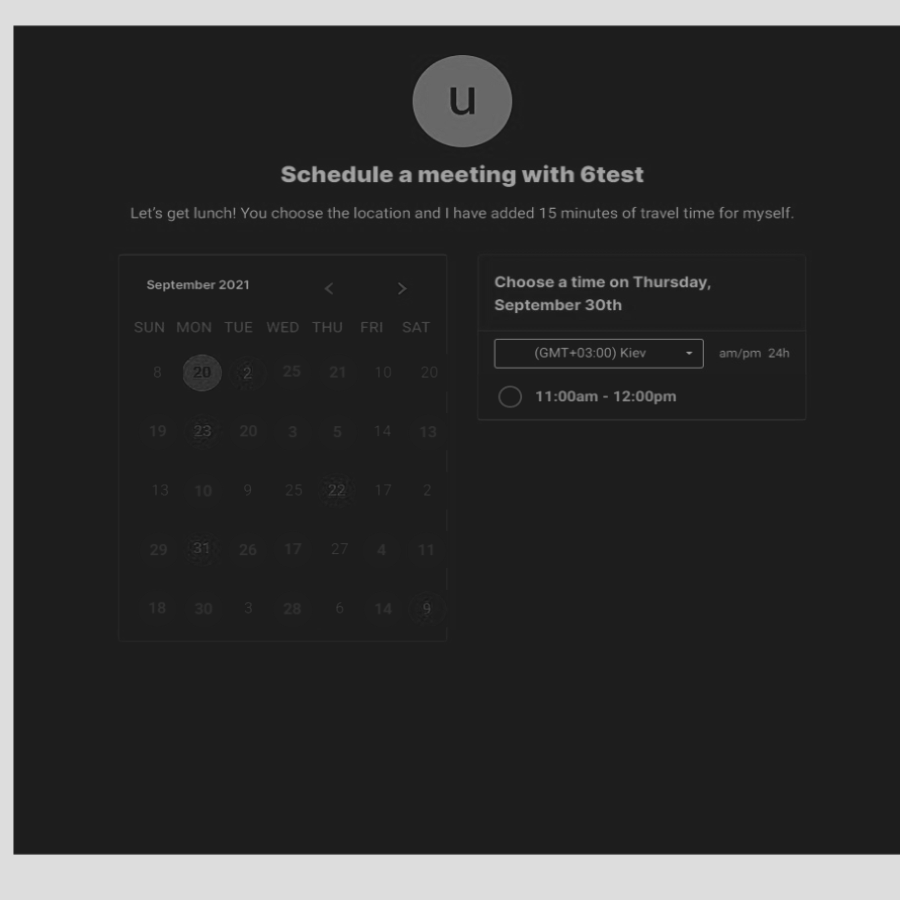 u
Schedule a meeting with 6test
Let's get lunch! You choose the location and I have added 15 minutes of travel time for myself.
September 2021
SUN MON TUE WED THU FRI SAT
8 20 2 25 21 10 20
19 23 20 3 5 14 13
13 10 9 25 22 17 2
29 31 26 17 27 4 11
18 30 3 28 6 14 9
Choose a time on Thursday,
September 30th
(GMT+03:00) Kiev am/pm 24h
11:00am - 12:00pm